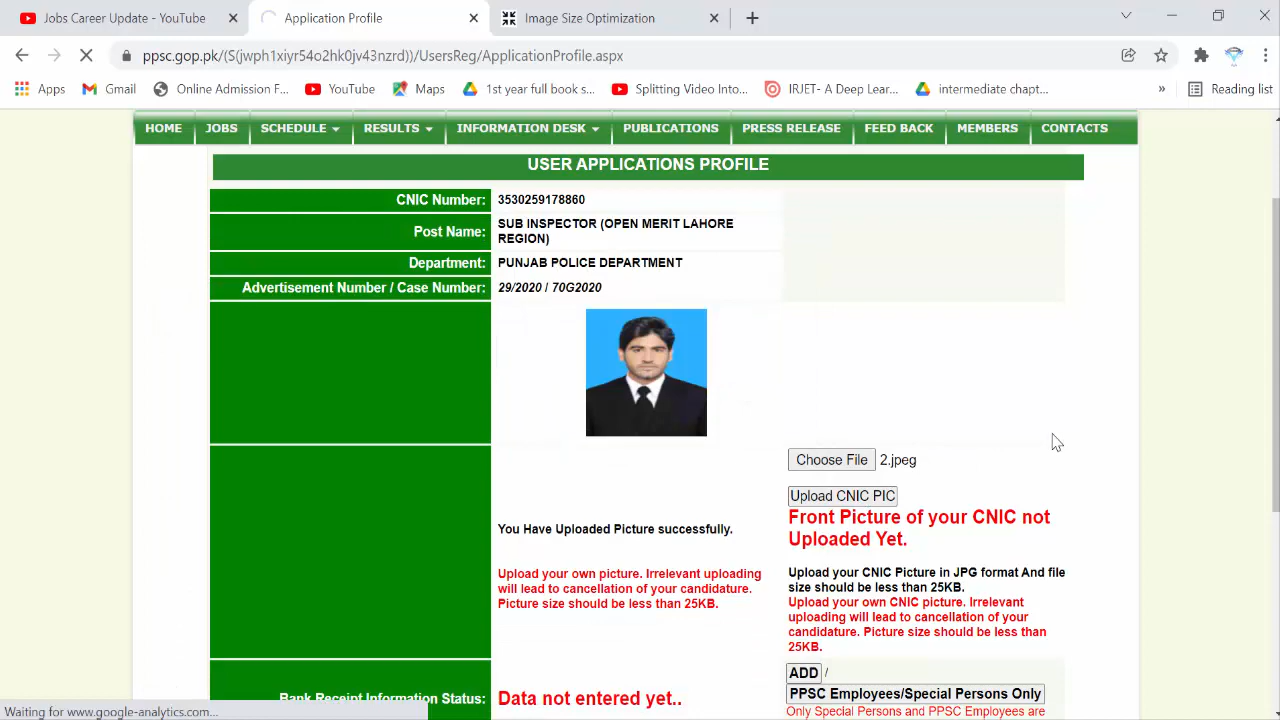 Jobs Career Update - YouTube
Application Profile
Image Size Optimization
ppsc.gop.pk/(S(jwph1xiyr54o2hk0jv43nzrd))/UsersReg/ApplicationProfile.aspx
Apps
Gmail
Online Admission F...
YouTube
Maps
1st year full book s...
Splitting Video Into...
IRJET- A Deep Lear...
intermediate chapt...
»
Reading list
HOME
JOBS
SCHEDULE
RESULTS
INFORMATION DESK
PUBLICATIONS
PRESS RELEASE
FEED BACK
MEMBERS
CONTACTS
USER APPLICATIONS PROFILE
CNIC Number: 3530259178860
Post Name: SUB INSPECTOR (OPEN MERIT LAHORE
REGION)
Department: PUNJAB POLICE DEPARTMENT
Advertisement Number / Case Number: 29/2020 / 70G2020
Choose File 2.jpeg
Upload CNIC PIC
Front Picture of your CNIC not
Uploaded Yet.
You Have Uploaded Picture successfully.
Upload your own picture. Irrelevant uploading
will lead to cancellation of your candidature.
Picture size should be less than 25KB.
Upload your CNIC Picture in JPG format And file
size should be less than 25KB.
Upload your own CNIC picture. Irrelevant
uploading will lead to cancellation of your
candidature. Picture size should be less than
25KB.
ADD /
PPSC Employees/Special Persons Only
Only Special Persons and PPSC Employees are
Bank Receipt Information Status: Data not entered yet..
Waiting for www.google-analytics.com...